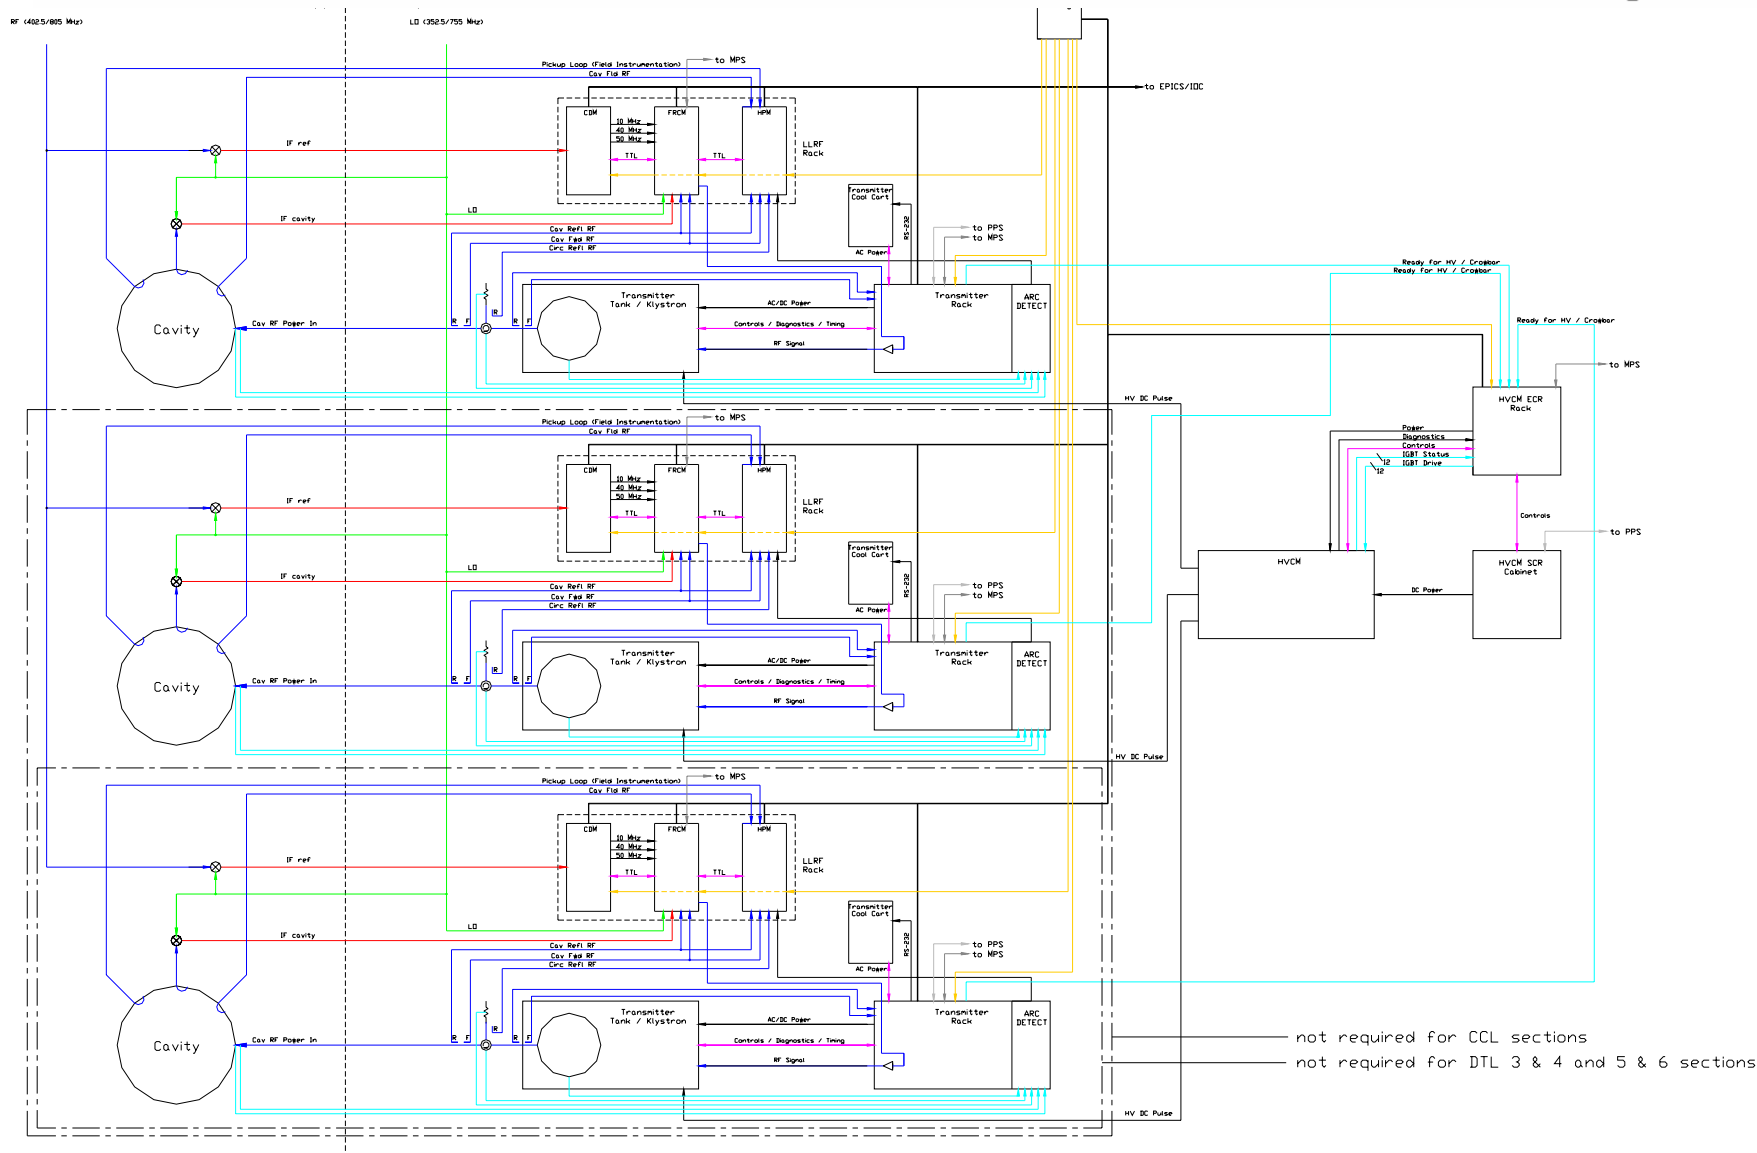 RF (402.5/805 MHz)
LO (352.5/755 MHz)
Pickup Loop (Field Instrumentation)
to MPS
Cav Fld RF
to EPICS/IOC
CDM
FRCM
HPM
10 MHz
40 MHz
50 MHz
IF ref
TTL
TTL
LLRF
Rack
Transmitter
Cool Cart
LO
IF cavity
RS-232
Cav Refl RF
Cav Fwd RF
Circ Refl RF
to PPS
to MPS
AC Power
Ready for HV / Crowbar
Ready for HV / Crowbar
Transmitter
Tank / Klystron
AC/DC Power
Transmitter
Rack
ARC
DETECT
R
Cavity
Cav RF Power In
R F
R F
Controls / Diagnostics / Timing
RF Signal
Ready for HV / Crowbar
to MPS
HV DC Pulse
HVCM ECR
Rack
Pickup Loop (Field Instrumentation)
to MPS
Cav Fld RF
Power
Diagnostics
Controls
IGBT Status
12
IGBT Drive
12
CDM
FRCM
HPM
10 MHz
40 MHz
50 MHz
IF ref
TTL
TTL
LLRF
Rack
Controls
to PPS
Transmitter
Cool Cart
LO
IF cavity
RS-232
HVCM
HVCM SCR
Cabinet
DC Power
Cav Refl RF
Cav Fwd RF
Circ Refl RF
to PPS
to MPS
AC Power
Transmitter
Tank / Klystron
AC/DC Power
Transmitter
Rack
ARC
DETECT
R
Cavity
Cav RF Power In
R F
R F
Controls / Diagnostics / Timing
RF Signal
HV DC Pulse
Pickup Loop (Field Instrumentation)
to MPS
Cav Fld RF
CDM
FRCM
HPM
10 MHz
40 MHz
50 MHz
IF ref
TTL
TTL
LLRF
Rack
Transmitter
Cool Cart
LO
IF cavity
RS-232
Cav Refl RF
Cav Fwd RF
Circ Refl RF
to PPS
to MPS
AC Power
Transmitter
Tank / Klystron
AC/DC Power
Transmitter
Rack
ARC
DETECT
R
Cavity
Cav RF Power In
R F
R F
Controls / Diagnostics / Timing
RF Signal
HV DC Pulse
not required for CCL sections
not required for DTL 3 & 4 and 5 & 6 sections